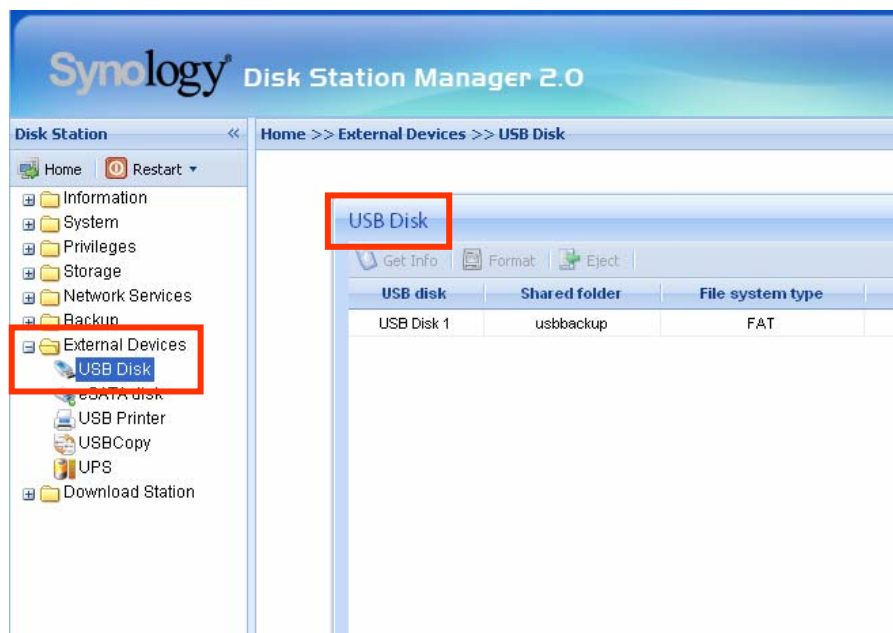 Synology Disk Station Manager 2.0
Disk Station «
Home >> External Devices >> USB Disk
Home Restart
Information
System
Privileges
Storage
Network Services
Backup
External Devices
USB Disk
eSATA disk
USB Printer
USBCopy
UPS
Download Station
USB Disk
Get Info Format Eject
USB disk Shared folder File system type
USB Disk 1 usbbackup FAT